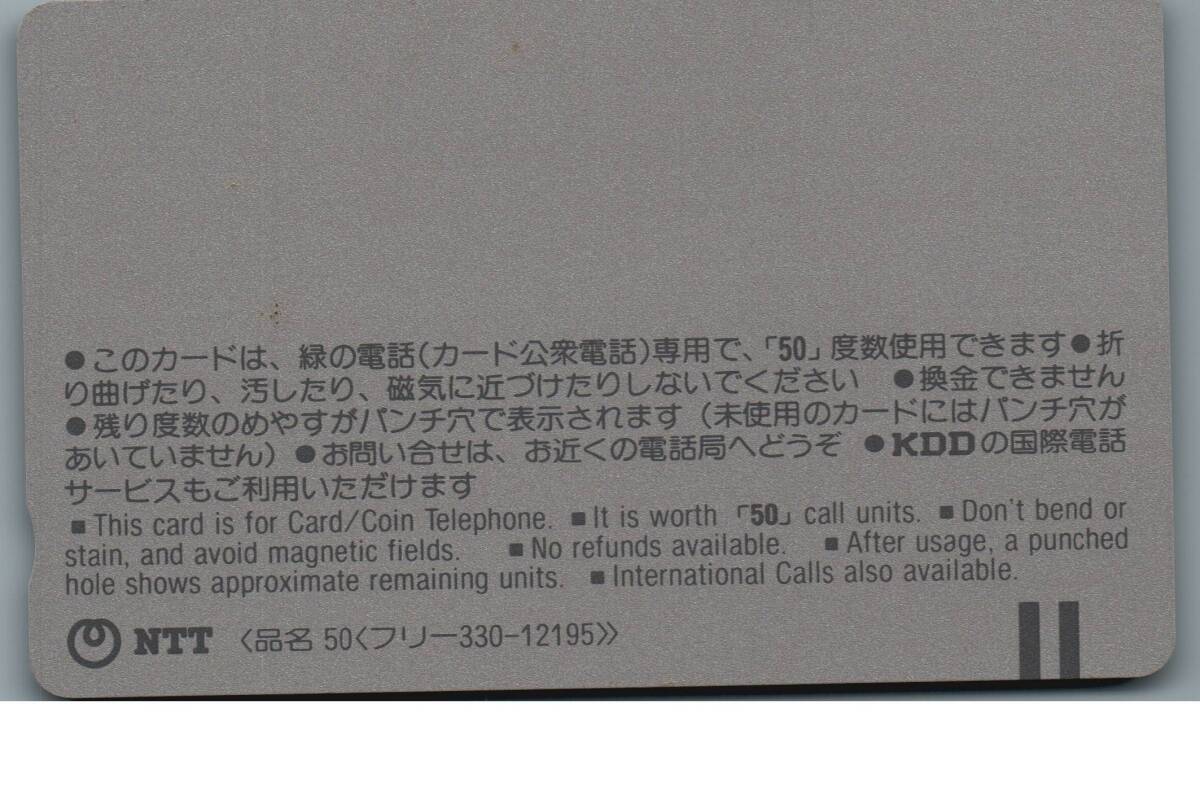 ●このカードは、緑の電話(カード公衆電話)専用で、「50」度数使用できます●折
り曲げたり、汚したり、磁気に近づけたりしないでください ●換金できません
●残り度数のめやすがパンチ穴で表示されます(未使用のカードにはパンチ穴が
あいていません)●お問い合せは、お近くの電話局へどうぞ ●KDDの国際電話
サービスもご利用いただけます
■This card is for Card/Coin Telephone. ■It is worth 「50」 call units. ■Don't bend or
stain, and avoid magnetic fields. ■No refunds available. ■After usage, a punched
hole shows approximate remaining units. ■International Calls also available.
NTT 〈品名 50〈フリー330-12195〉〉